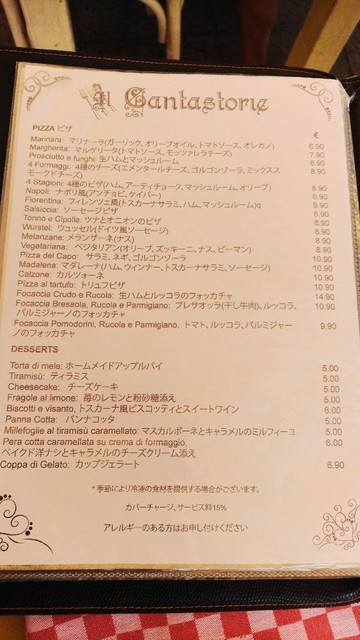 Il Cantastorie
PIZZA ピザ
€
Marinara: マリナーラ(ガーリック, オリーブオイル, トマトソース, オレガノ) 6.90
Margherita: マルゲリータ(トマトソース, モッツァレラチーズ) 7.90
Prosciutto e funghi: 生ハムとマッシュルーム 8.90
4 Formaggi: 4種のチーズ(エメンタールチーズ, ゴルゴンゾーラ, ミックススモークドチーズ) 8.90
4 Stagioni: 4種のピザ(ハム, アーティチョーク, マッシュルーム, オリーブ) 8.90
Napoli: ナポリ風(アンチョビ, ケイパー) 8.90
Fiorentina: フィレンツェ風(トスカーナサラミ, ハム, マッシュルーム)
Salsiccia: ソーセージピザ 8.90
Tonno e Cipolle: ツナとオニオンのピザ 8.90
Wurstel: ウュッセル(ドイツ風ソーセージ) 8.90
Melanzane: メランザーネ(ナス) 8.90
Vegetariana: ベジタリアン(オリーブ, ズッキーニ, ナス, ピーマン) 8.90
Pizza del Capo: サラミ, ネギ, ゴルゴンゾーラ 10.90
Madalena: マダレーナ(ハム, ウィンナー, トスカーナサラミ, ソーセージ) 10.90
Calzone: カルツォーネ 10.90
Pizza al tartufo: トリュフピザ 10.90
Focaccia Crudo e Rucola: 生ハムとルッコラのフォッカチャ 14.90
Focaccia Bresaola, Rucola e Parmigiano: ブレザオッラ(干し牛肉), ルッコラ, パルミジャーノのフォッカチャ 10.90
Focaccia Pomodorini, Rucola e Parmigiano, トマト, ルッコラ, パルミジャーノのフォッカチャ 9.90
DESSERTS
Torta di mele: ホームメイドアップルパイ 5.00
Tiramisù: ティラミス 5.00
Cheesecake: チーズケーキ 5.00
Fragole al limone: 苺のレモンと粉砂糖添え 5.00
Biscotti e visanto, トスカーナ風ビスコッティとスイートワイン 6.00
Panna Cotta: パンナコッタ 5.00
Millefoglie al tiramisù caramellato: マスカルポーネとキャラメルのミルフィーユ 5.00
Pera cotta caramellata su crema di formaggio, 6.00
ベイクド洋ナシとキャラメルのチーズクリーム添え
Coppa di Gelato: カップジェラート 6.90
*季節により冷凍の食材を提供する場合がございます。
カバーチャージ, サービス料15%
アレルギーのある方はお申し付けください